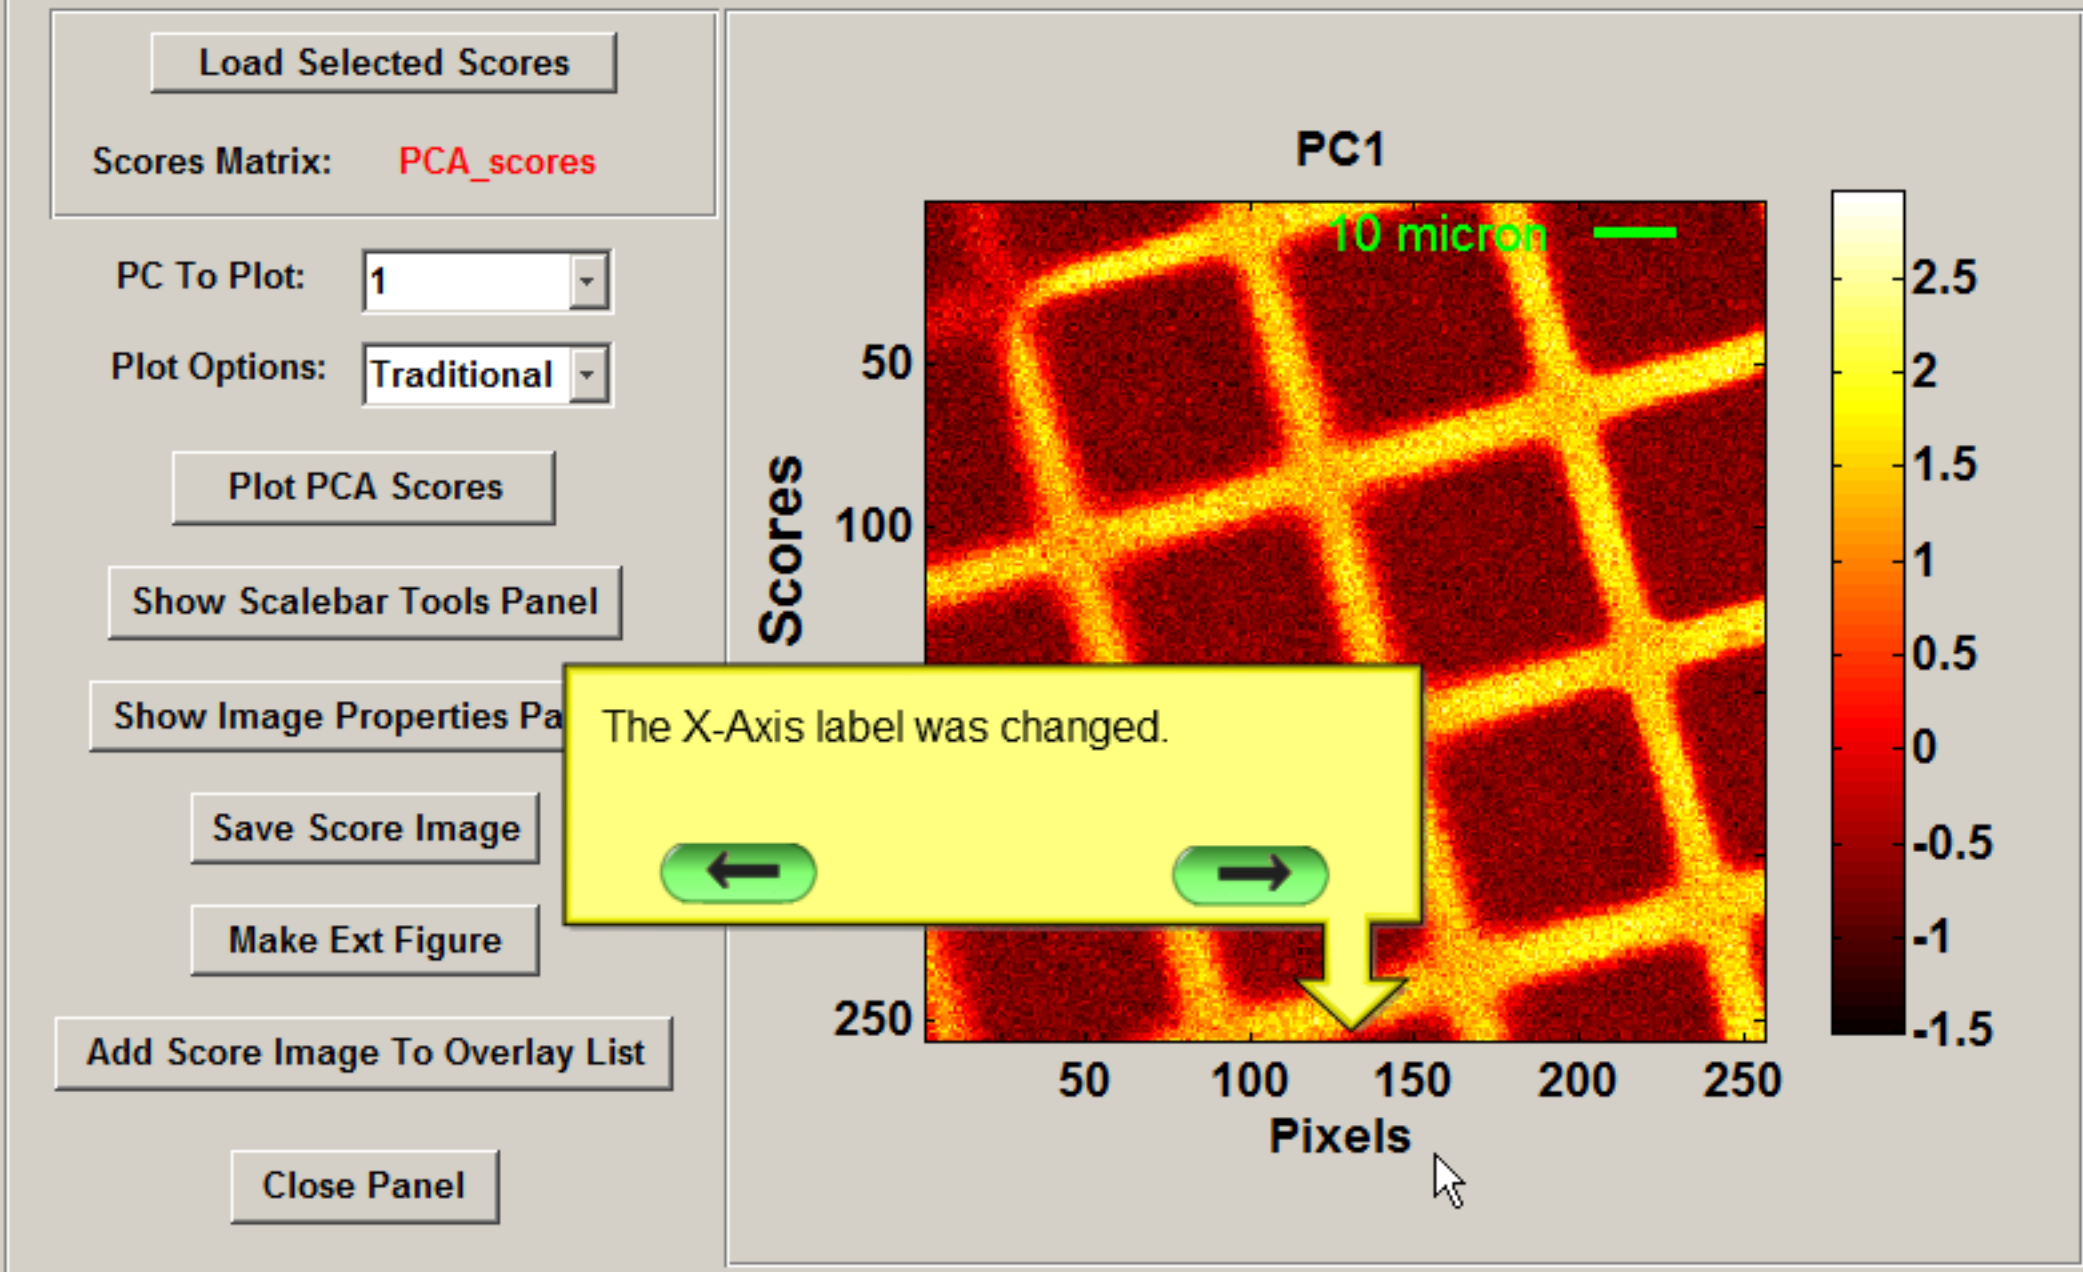 Load Selected Scores
Scores Matrix: PCA_scores
PC To Plot: 1
Plot Options: Traditional
Plot PCA Scores
Show Scalebar Tools Panel
Show Image Properties Pa
Save Score Image
Make Ext Figure
Add Score Image To Overlay List
Close Panel
PC1
10 micron
Scores
50
100
250
50 100 150 200 250
Pixels
2.5
2
1.5
1
0.5
0
-0.5
-1
-1.5
The X-Axis label was changed.